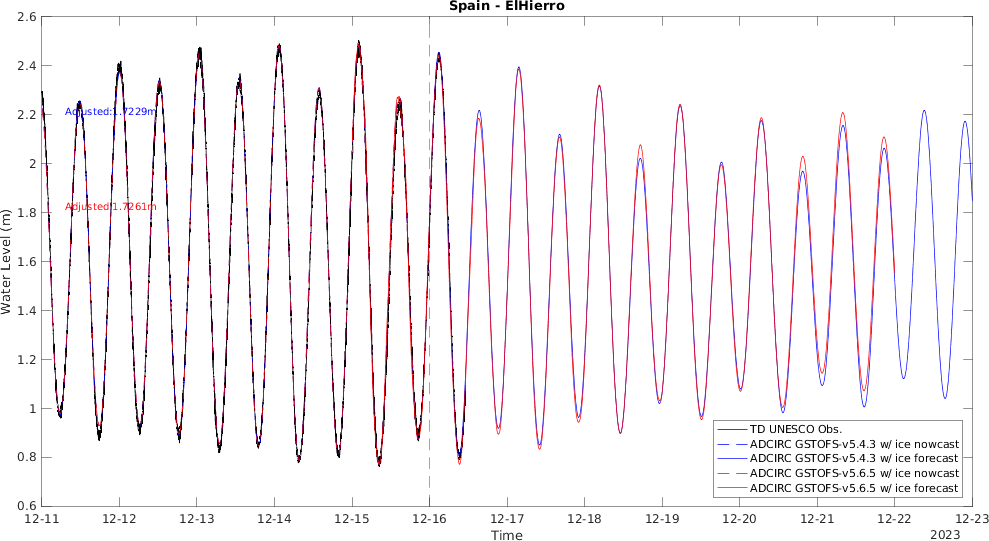 Spain - ElHierro
2.6
2.4
2.2
2
1.8
1.6
1.4
1.2
1
0.8
0.6
Water Level (m)
Adjusted:1.7229m
Adjusted:1.7261m
TD UNESCO Obs.
ADCIRC GSTOFS-v5.4.3 w/ ice nowcast
ADCIRC GSTOFS-v5.4.3 w/ ice forecast
ADCIRC GSTOFS-v5.6.5 w/ ice nowcast
ADCIRC GSTOFS-v5.6.5 w/ ice forecast
12-11 12-12 12-13 12-14 12-15 12-16 12-17 12-18 12-19 12-20 12-21 12-22 12-23
Time
2023